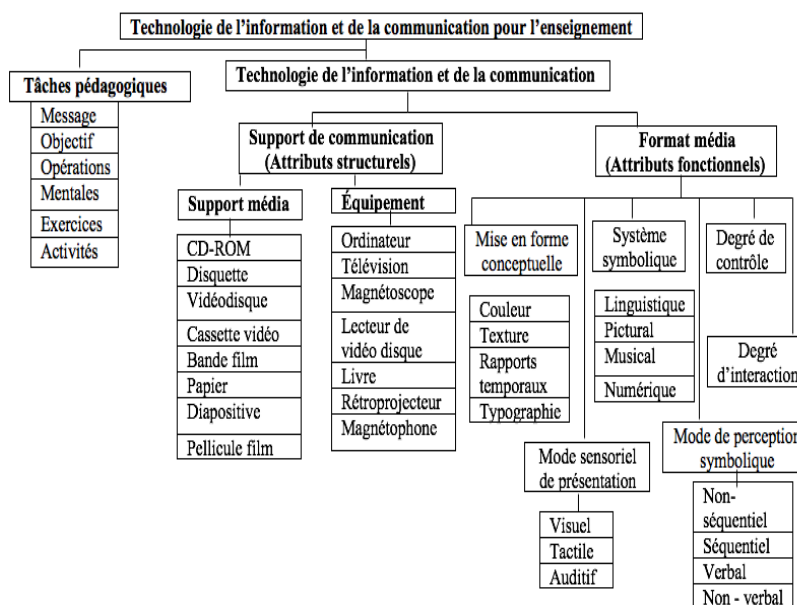 Technologie de l'information et de la communication pour l'enseignement
Tâches pédagogiques
Message
Objectif
Opérations
Mentales
Exercices
Activités
Technologie de l'information et de la communication
Support de communication
(Attributs structurels)
Support média
CD-ROM
Disquette
Vidéodisque
Cassette vidéo
Bande film
Papier
Diapositive
Pellicule film
Équipement
Ordinateur
Télévision
Magnétoscope
Lecteur de
vidéo disque
Livre
Rétroprojecteur
Magnétophone
Format média
(Attributs fonctionnels)
Mise en forme
conceptuelle
Couleur
Texture
Rapports
temporaux
Typographie
Système
symbolique
Linguistique
Pictural
Musical
Numérique
Degré de
contrôle
Degré
d'interaction
Mode sensoriel
de présentation
Visuel
Tactile
Auditif
Mode de perception
symbolique
Non-
séquentiel
Séquentiel
Verbal
Non - verbal